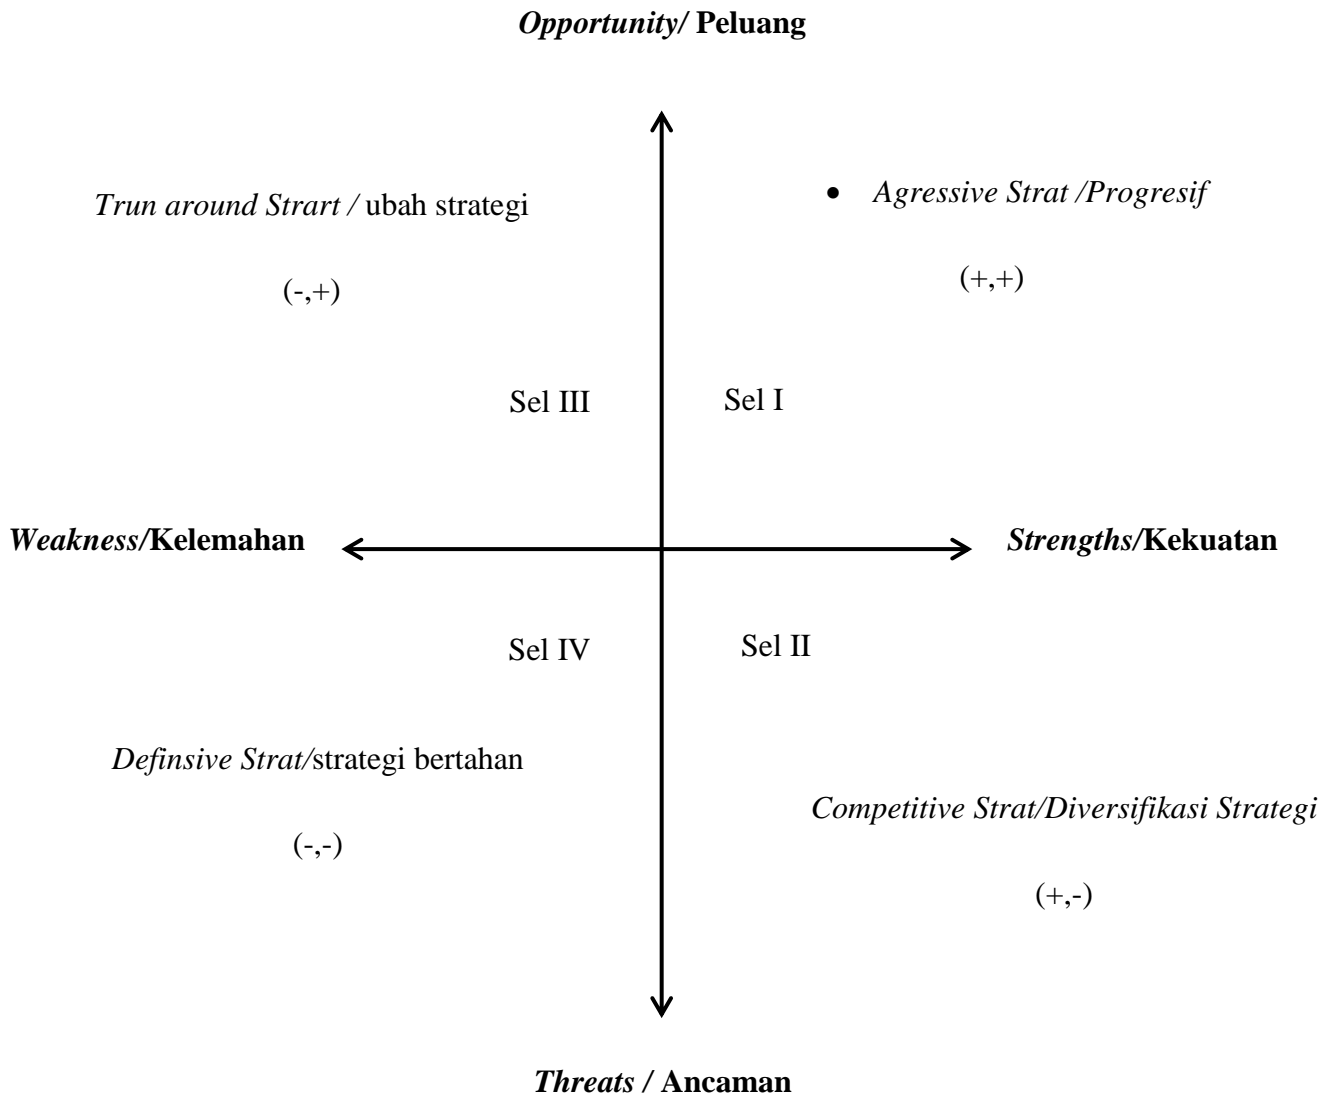 Opportunity/ Peluang
Trun around Strart / ubah strategi
(-,+)
• Agressive Strat /Progresif
(+,+)
Sel III
Sel I
Weakness/Kelemahan
Strengths/Kekuatan
Sel IV
Sel II
Definsive Strat/strategi bertahan
(-,-)
Competitive Strat/Diversifikasi Strategi
(+,-)
Threats / Ancaman